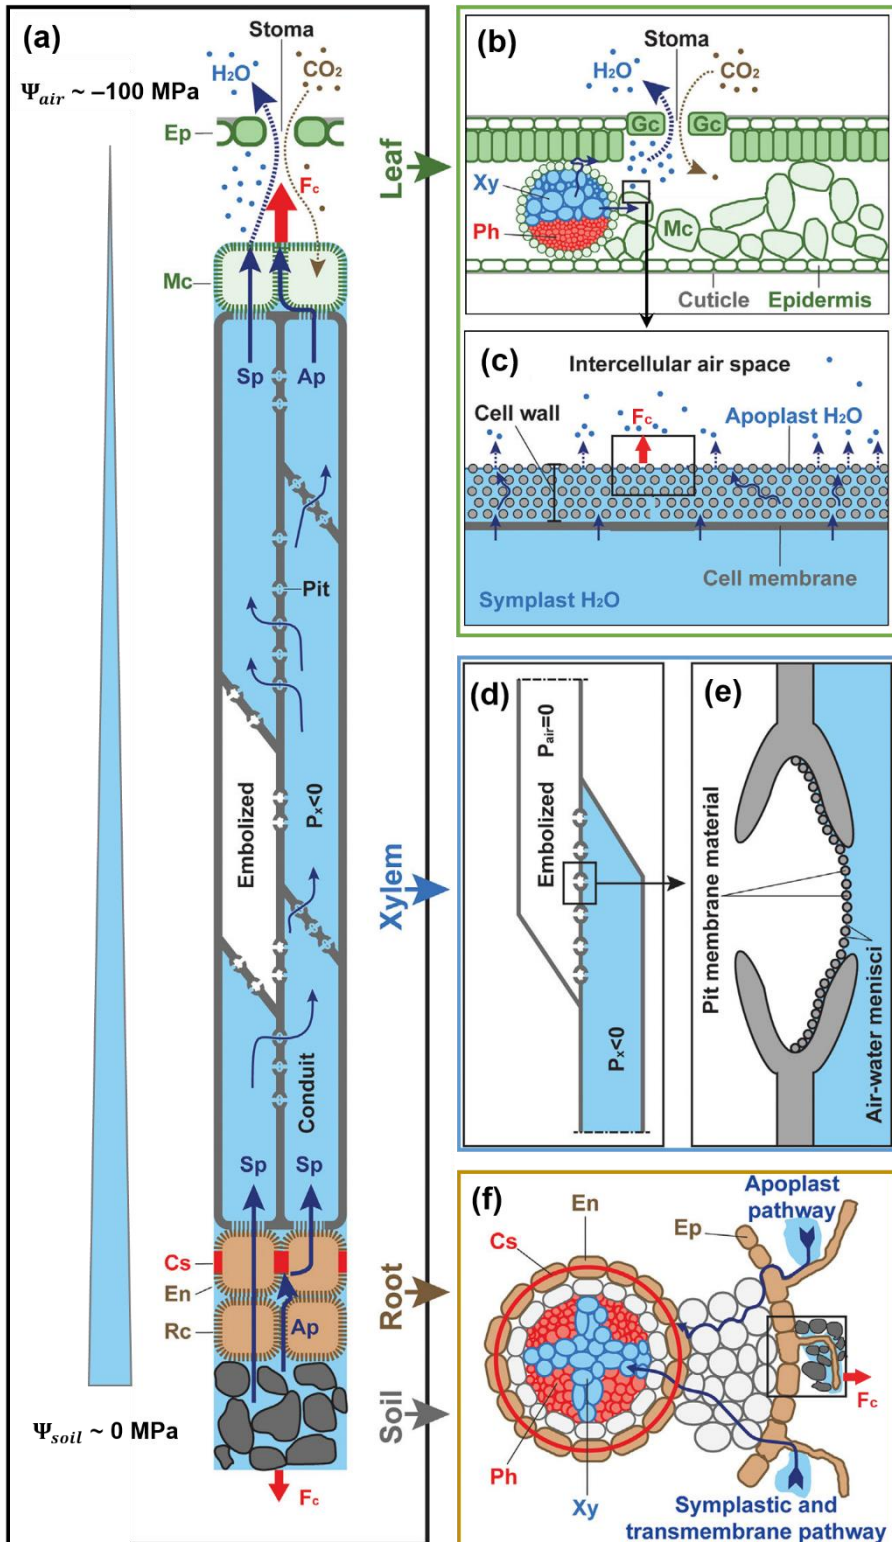 (a)
Stoma
H₂O
CO₂
Ψair ~ –100 MPa
Ep
Fc
Mc
Sp
Ap
Pit
Embolized
Px<0
Conduit
Sp
Sp
Cs
En
Rc
Ap
Ψsoil ~ 0 MPa
Fc
Leaf
Xylem
Root
Soil
(b)
Stoma
H₂O
CO₂
Gc
Gc
Xy
Ph
Mc
Cuticle
Epidermis
(c)
Intercellular air space
Cell wall
Fc
Apoplast H₂O
Cell membrane
Symplast H₂O
(d)
Pair=0
Embolized
Px<0
(e)
Pit membrane material
Air-water menisci
(f)
En
Cs
Ep
Apoplast
pathway
Fc
Ph
Xy
Symplastic and
transmembrane pathway